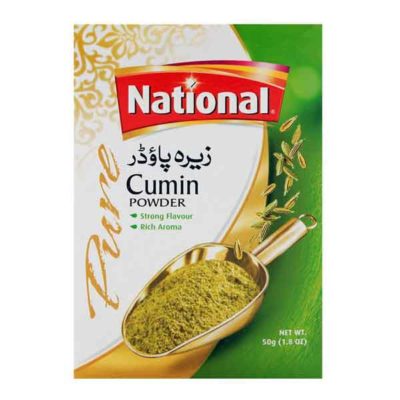 National
زیرہ پاؤڈر
Cumin
POWDER
Strong Flavour
Rich Aroma
Pure
NET WT.
50g (1.8 OZ)